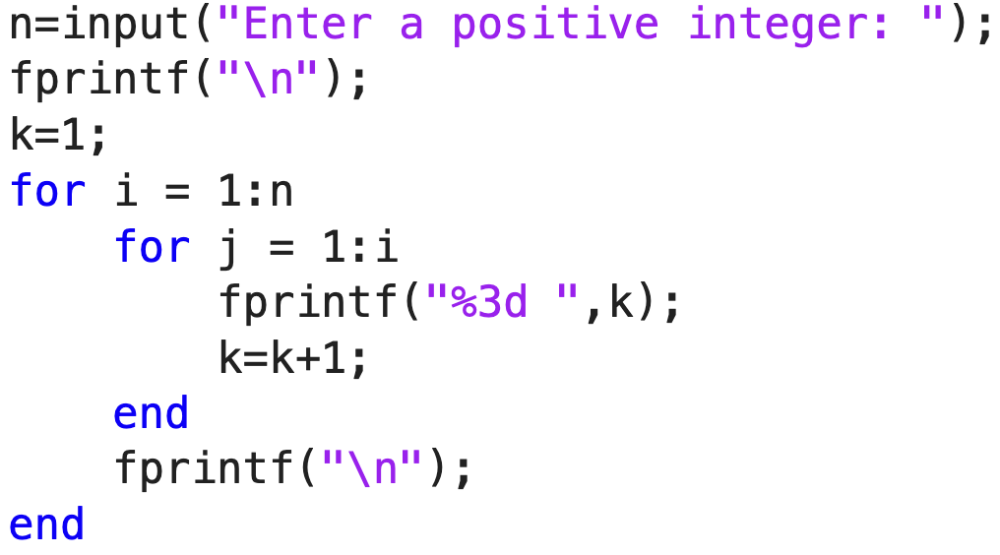 n=input("Enter a positive integer: ");
fprintf("\n");
k=1;
for i = 1:n
    for j = 1:i
        fprintf("%3d ",k);
        k=k+1;
    end
    fprintf("\n");
end